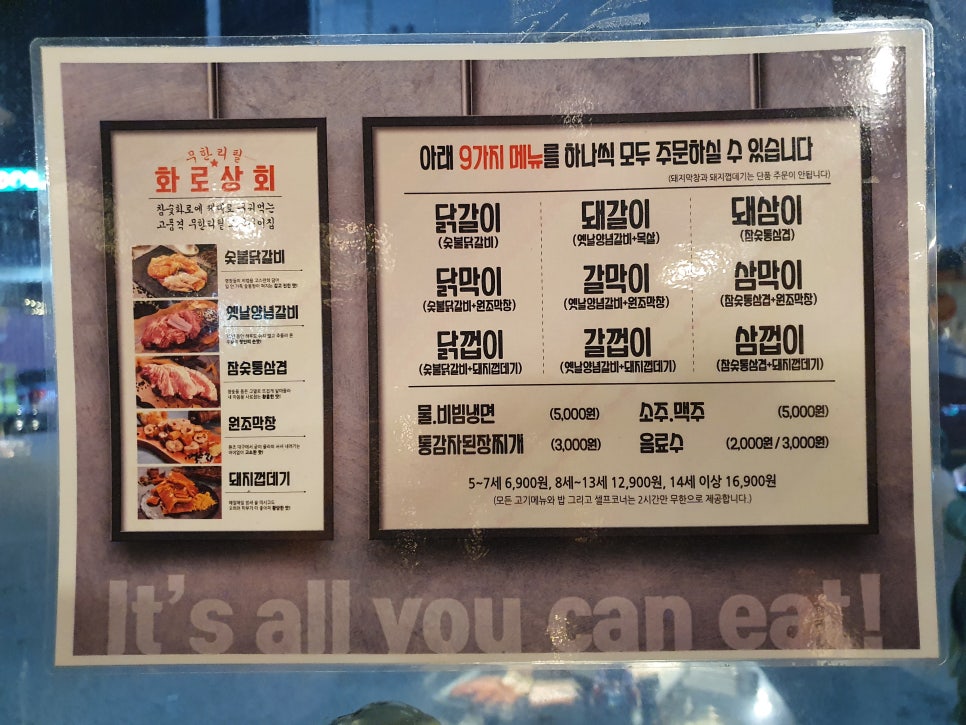 무한리필
화로상회
참숯화로에
고품격 무한리필
숯불닭갈비
옛날양념갈비
참숯통삼겹
원조막창
돼지껍데기
아래 9가지 메뉴를 하나씩 모두 주문하실 수 있습니다
(돼지막창과 돼지껍데기는 단품 주문이 안됩니다)
닭갈이
(숯불닭갈비)
돼갈이
(옛날양념갈비+목살)
돼삼이
(참숯통삼겹)
닭막이
(숯불닭갈비+원조막창)
갈막이
(옛날양념갈비+원조막창)
삼막이
(참숯통삼겹+원조막창)
닭껍이
(숯불닭갈비+돼지껍데기)
갈껍이
(옛날양념갈비+돼지껍데기)
삼껍이
(참숯통삼겹+돼지껍데기)
물.비빔냉면 (5,000원) 소주.맥주 (5,000원)
통감자된장찌개 (3,000원) 음료수 (2,000원 / 3,000원)
5~7세 6,900원, 8세~13세 12,900원, 14세 이상 16,900원
(모든 고기메뉴와 밥 그리고 셀프코너는 2시간만 무한으로 제공합니다.)
It's all you can eat!